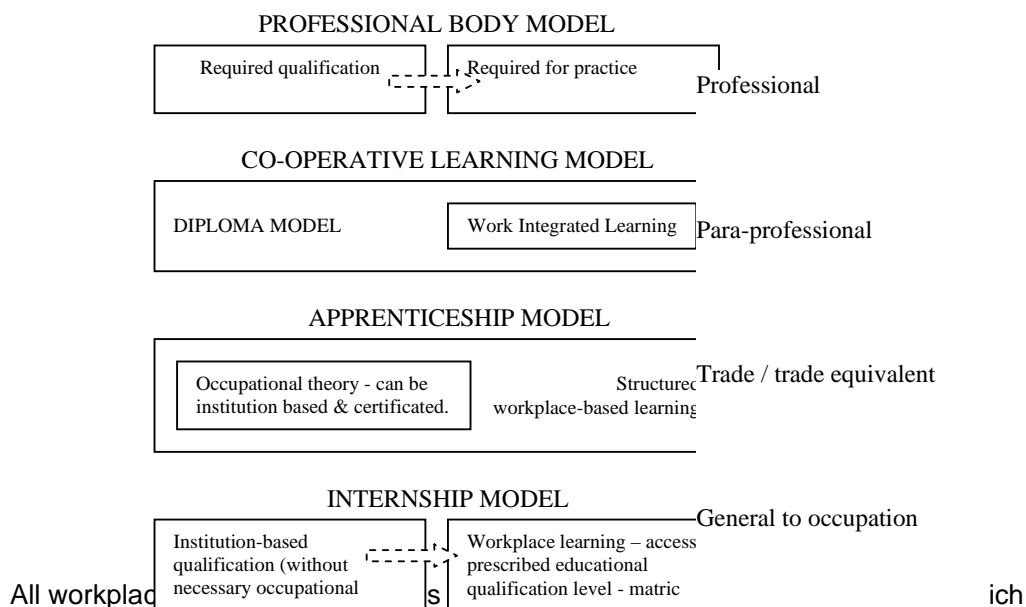 PROFESSIONAL BODY MODEL
Required qualification
Required for practice
Professional
CO-OPERATIVE LEARNING MODEL
DIPLOMA MODEL
Work Integrated Learning
Para-professional
APPRENTICESHIP MODEL
Occupational theory - can be
institution based & certificated.
Structured
workplace-based learning
Trade / trade equivalent
INTERNSHIP MODEL
Institution-based
qualification (without
necessary occupational
Workplace learning – access
prescribed educational
qualification level - matric
General to occupation
All